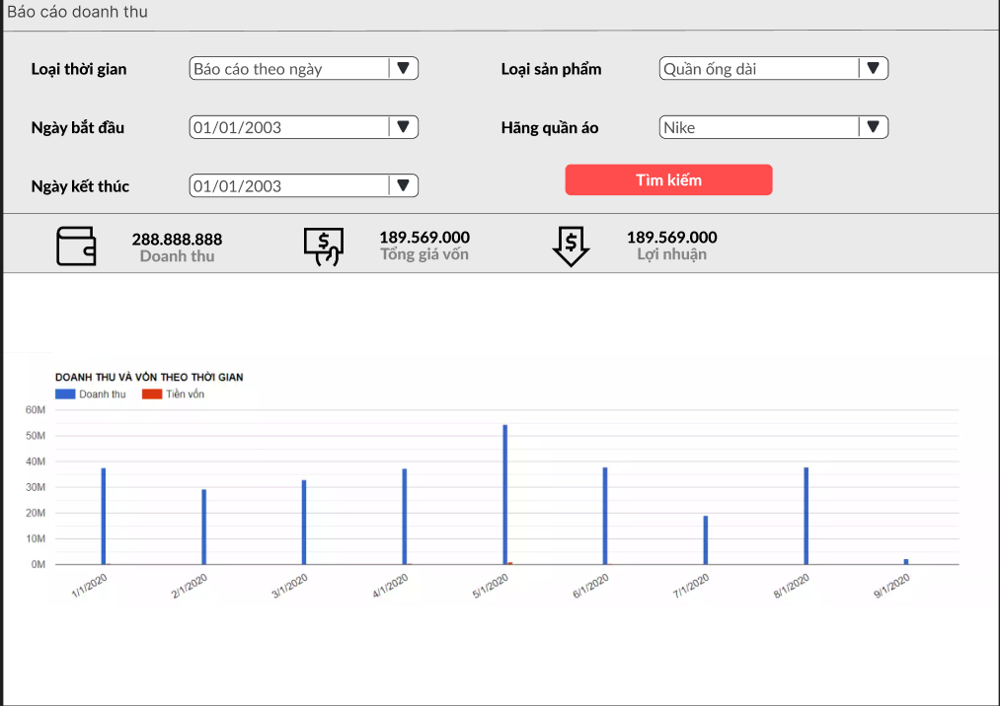 Báo cáo doanh thu
Loại thời gian Báo cáo theo ngày Loại sản phẩm Quần ống dài
Ngày bắt đầu 01/01/2003 Hãng quần áo Nike
Ngày kết thúc 01/01/2003 Tìm kiếm
288.888.888 189.569.000 189.569.000
Doanh thu Tổng giá vốn Lợi nhuận
DOANH THU VÀ VỐN THEO THỜI GIAN
Doanh thu Tiền vốn
60M
50M
40M
30M
20M
10M
0M
1/1/2020 2/1/2020 3/1/2020 4/1/2020 5/1/2020 6/1/2020 7/1/2020 8/1/2020 9/1/2020